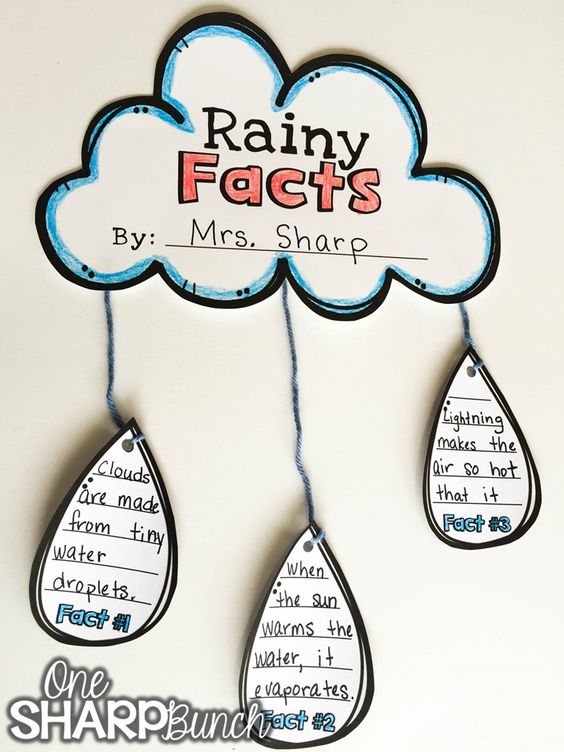 Rainy
Facts
By: Mrs. Sharp
Clouds
are made
from tiny
water
droplets.
Fact #1
When
the sun
warms the
water, it
evaporates.
Fact #2
Lightning
makes the
air so hot
that it
Fact #3
One
SHARP Bunch